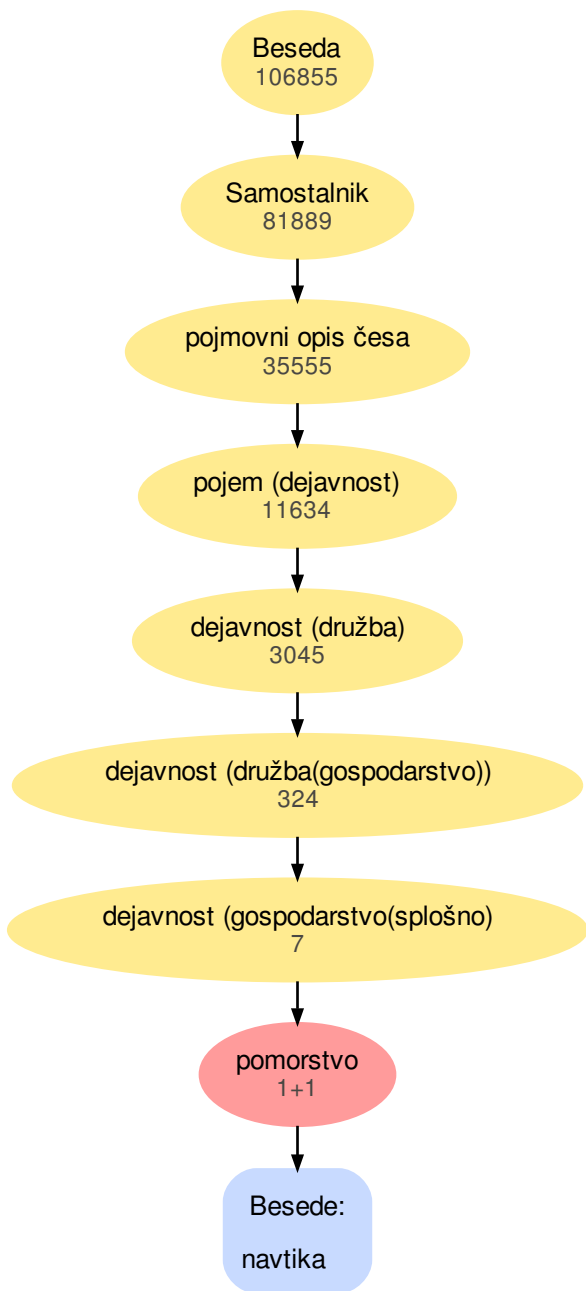 Beseda
106855
Samostalnik
81889
pojmovni opis česa
35555
pojem (dejavnost)
11634
dejavnost (družba)
3045
dejavnost (družba(gospodarstvo))
324
dejavnost (gospodarstvo(splošno)
7
pomorstvo
1+1
Besede:
navtika